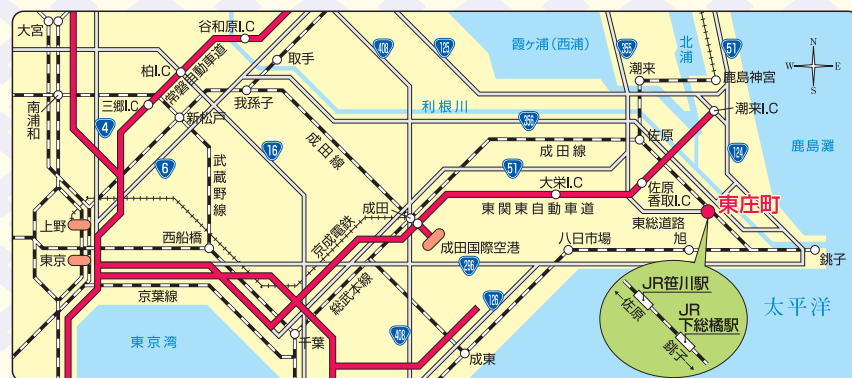 大宮
谷和原I.C
柏I.C
常磐自動車道
取手
三郷I.C
我孫子
南浦和
新松戸
4
6
16
408
125
355
51
霞ヶ浦(西浦)
北浦
潮来
鹿島神宮
潮来I.C
利根川
356
佐原
124
鹿島灘
N
W
E
S
武蔵野線
成田線
成田線
51
大栄I.C
佐原
香取I.C
東庄町
東関東自動車道
東総道路
上野
東京
西船橋
京成電鉄
成田
成田国際空港
八日市場
旭
銚子
296
総武本線
京葉線
126
408
東京湾
千葉
成東
太平洋
JR笹川駅
佐原
JR
下総橘駅
銚子